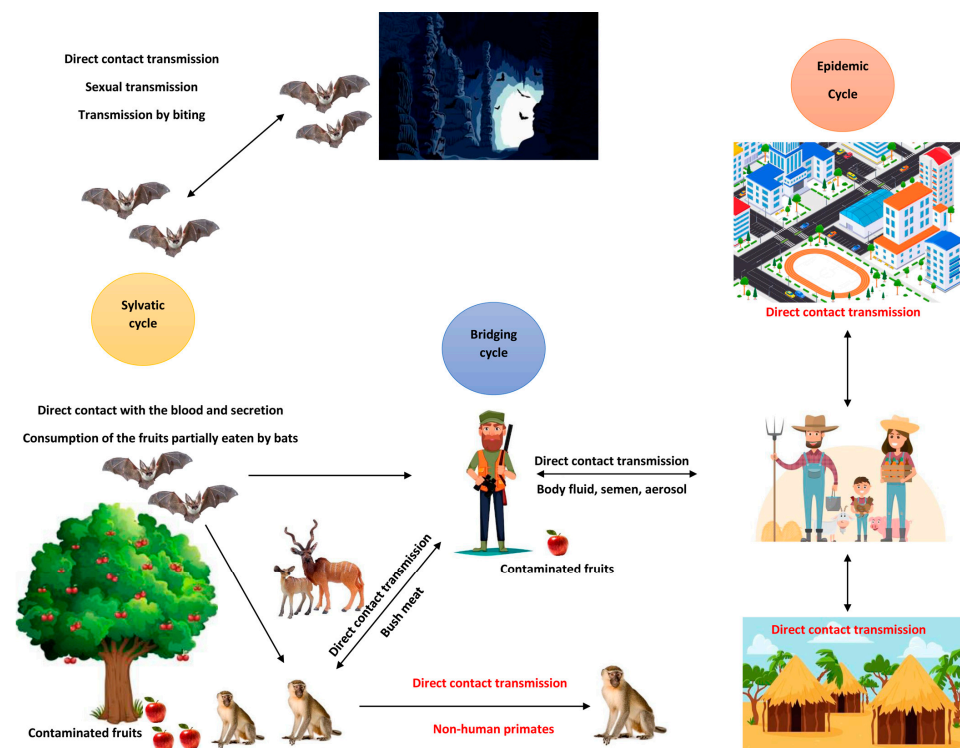 Direct contact transmission
Sexual transmission
Transmission by biting
Epidemic
Cycle
Direct contact transmission
Sylvatic
cycle
Bridging
cycle
Direct contact with the blood and secretion
Consumption of the fruits partially eaten by bats
Direct contact transmission
Body fluid, semen, aerosol
Contaminated fruits
Direct contact transmission
Bush meat
Direct contact transmission
Direct contact transmission
Non-human primates
Contaminated fruits